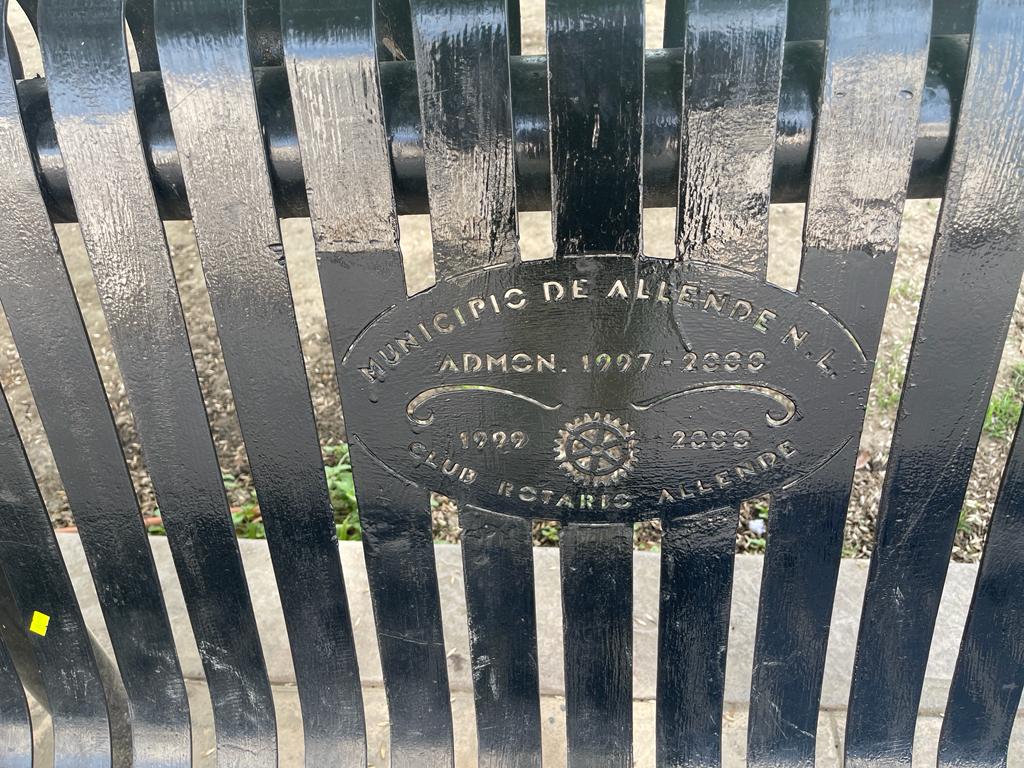 MUNICIPIO DE ALLENDE N. L.
ADMON. 1997-2000
1999 2000
CLUB ROTARIO ALLENDE